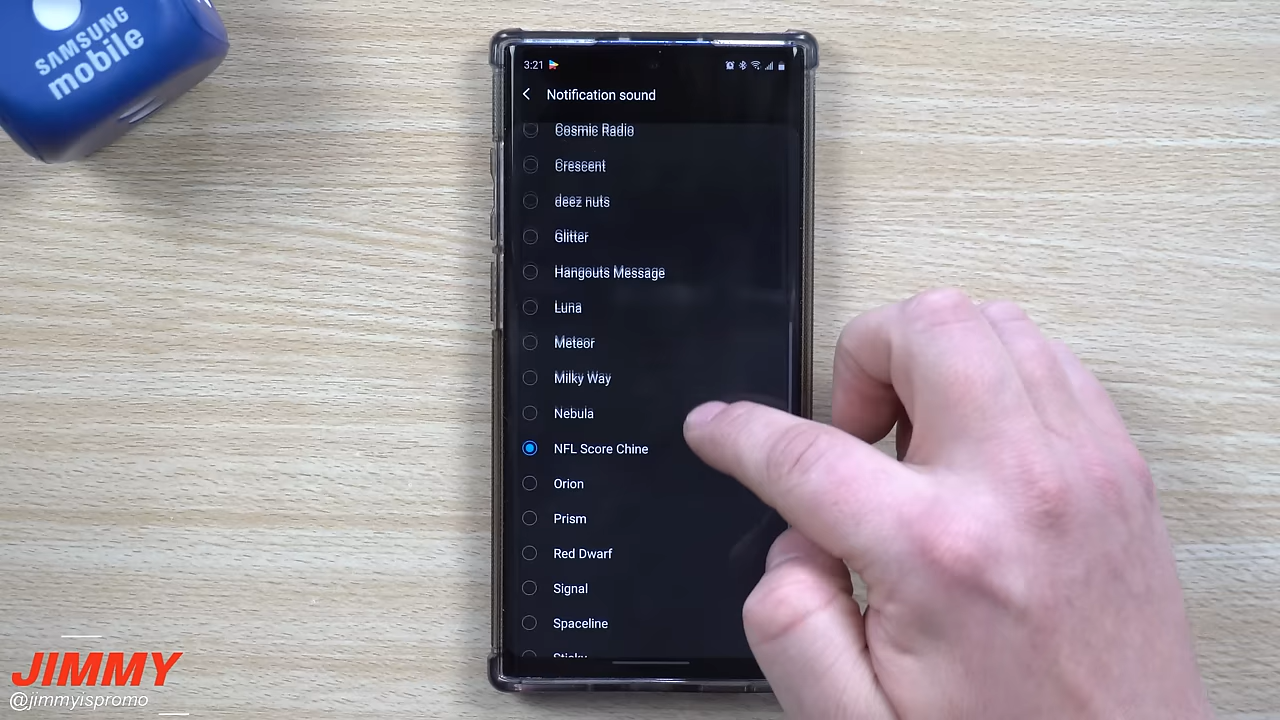 SAMSUNG
mobile
3:21
Notification sound
Cosmic Radio
Crescent
deez nuts
Glitter
Hangouts Message
Luna
Meteor
Milky Way
Nebula
NFL Score Chine
Orion
Prism
Red Dwarf
Signal
Spaceline
Sticky
JIMMY
@jimmyispromo